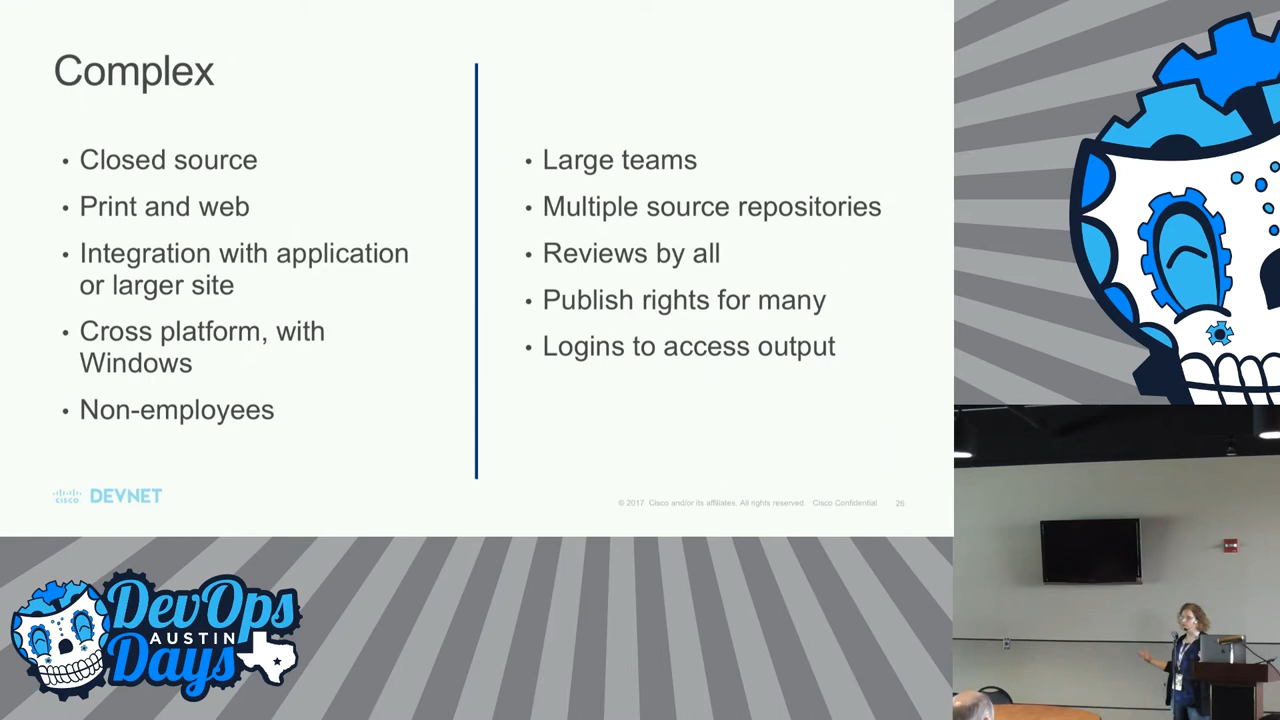 Complex
• Closed source
• Print and web
• Integration with application
or larger site
• Cross platform, with
Windows
• Non-employees
• Large teams
• Multiple source repositories
• Reviews by all
• Publish rights for many
• Logins to access output
CISCO DEVNET
© 2017 Cisco and/or its affiliates. All rights reserved. Cisco Confidential 26
DevOps
AUSTIN
Days